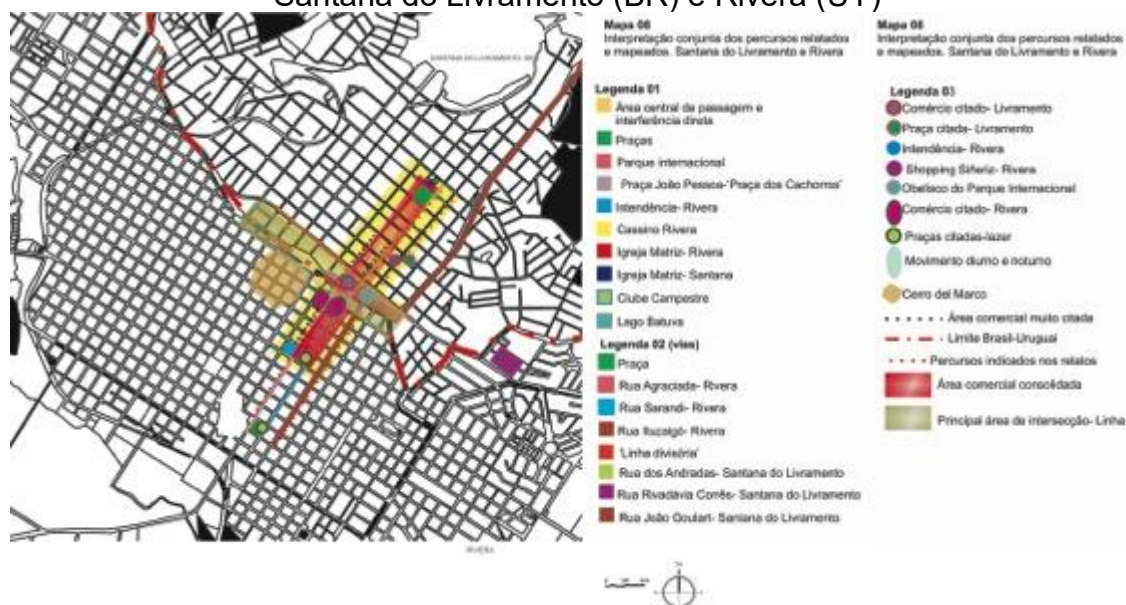 Santana do Livramento (BR) e Rivera (UY)
Mapa 08
Interpretação conjunta dos percursos relatados
e mapeados. Santana do Livramento e Rivera
Legenda 01
Área central de passagem e
interferência direta
Praças
Parque internacional
Praça João Pessoa-'Praça dos Cachorros'
Intendência- Rivera
Cassino Rivera
Igreja Matriz- Rivera
Igreja Matriz- Santana
Clube Campestre
Lago Batuva
Legenda 02 (vias)
Praça
Rua Agraciada- Rivera
Rua Sarandi- Rivera
Rua Ituzaigó- Rivera
'Linha divisória'
Rua dos Andradas- Santana do Livramento
Rua Rivadávia Corrês- Santana do Livramento
Rua João Goulart- Santana do Livramento
Mapa 08
Interpretação conjunta dos percursos relatados
e mapeados. Santana do Livramento e Rivera
Legenda 03
Comércio citado- Livramento
Praça citada- Livramento
Intendência- Rivera
Shopping Siñeriz- Rivera
Obelisco do Parque Internacional
Comércio citado- Rivera
Praças citadas-lazer
Movimento diurno e noturno
Cerro del Marco
Área comercial muito citada
Limite Brasil-Uruguai
Percursos indicados nos relatos
Área comercial consolidada
Principal área de intersecção- Linha
RIVERA